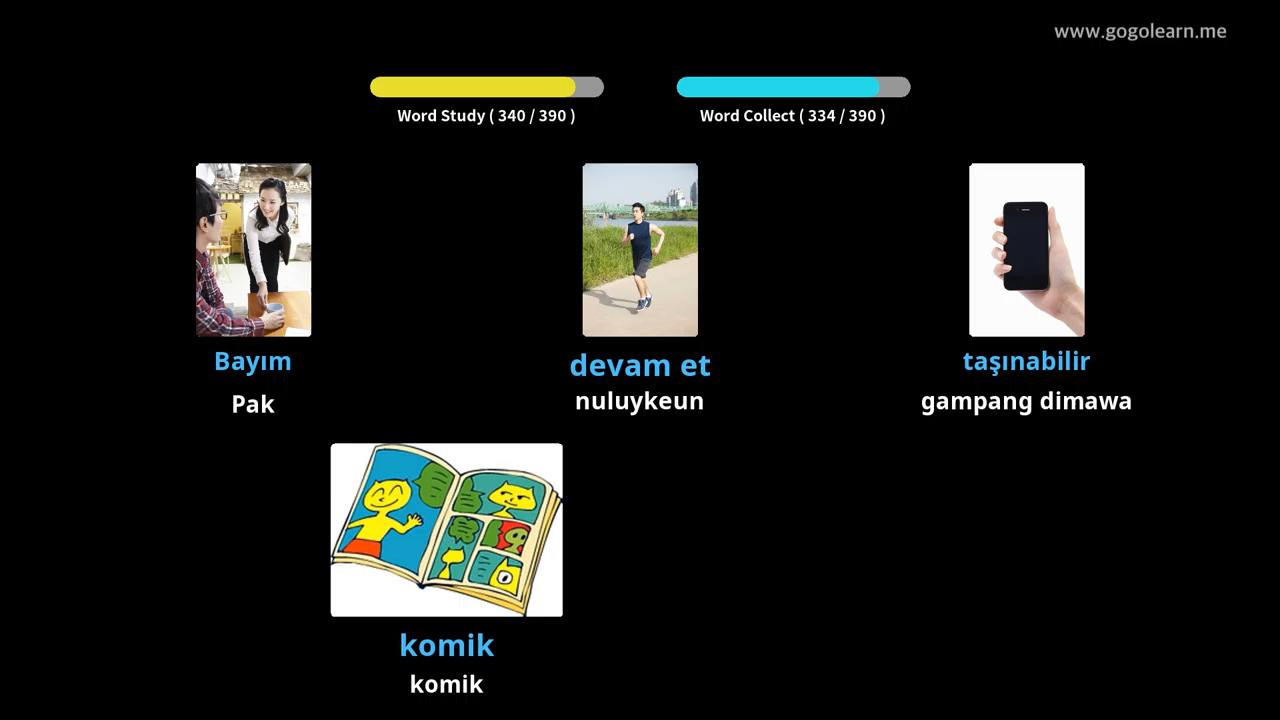 www.gogolearn.me
Word Study ( 340 / 390 )
Word Collect ( 334 / 390 )
Bayım
Pak
devam et
nuluykeun
taşınabilir
gampang dimawa
komik
komik